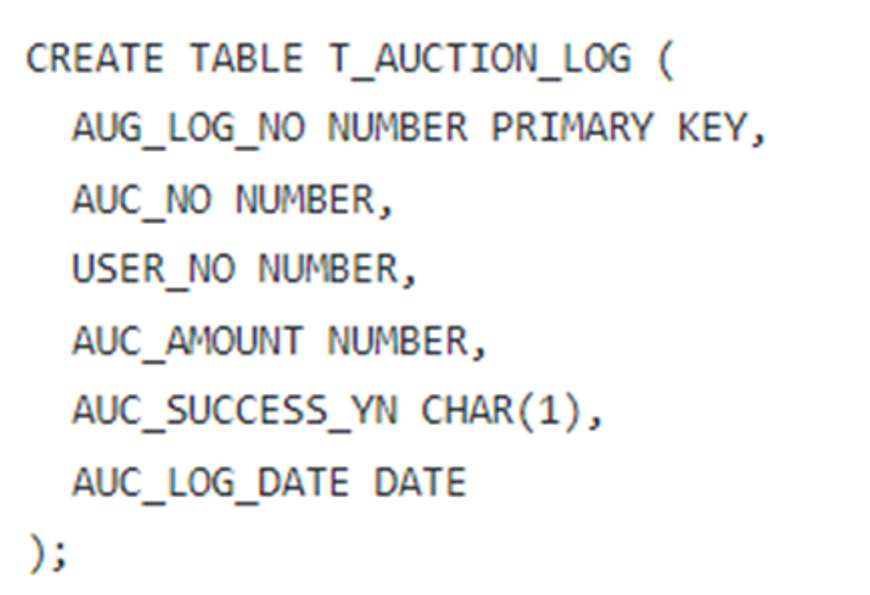 CREATE TABLE T_AUCTION_LOG (
AUG_LOG_NO NUMBER PRIMARY KEY,
AUC_NO NUMBER,
USER_NO NUMBER,
AUC_AMOUNT NUMBER,
AUC_SUCCESS_YN CHAR(1),
AUC_LOG_DATE DATE
);